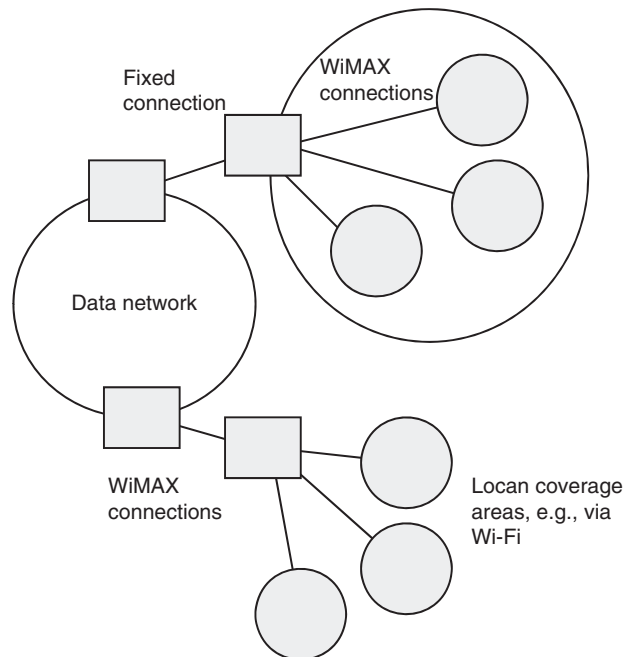 Fixed
connection
WiMAX
connections
Data network
WiMAX
connections
Locan coverage
areas, e.g., via
Wi-Fi